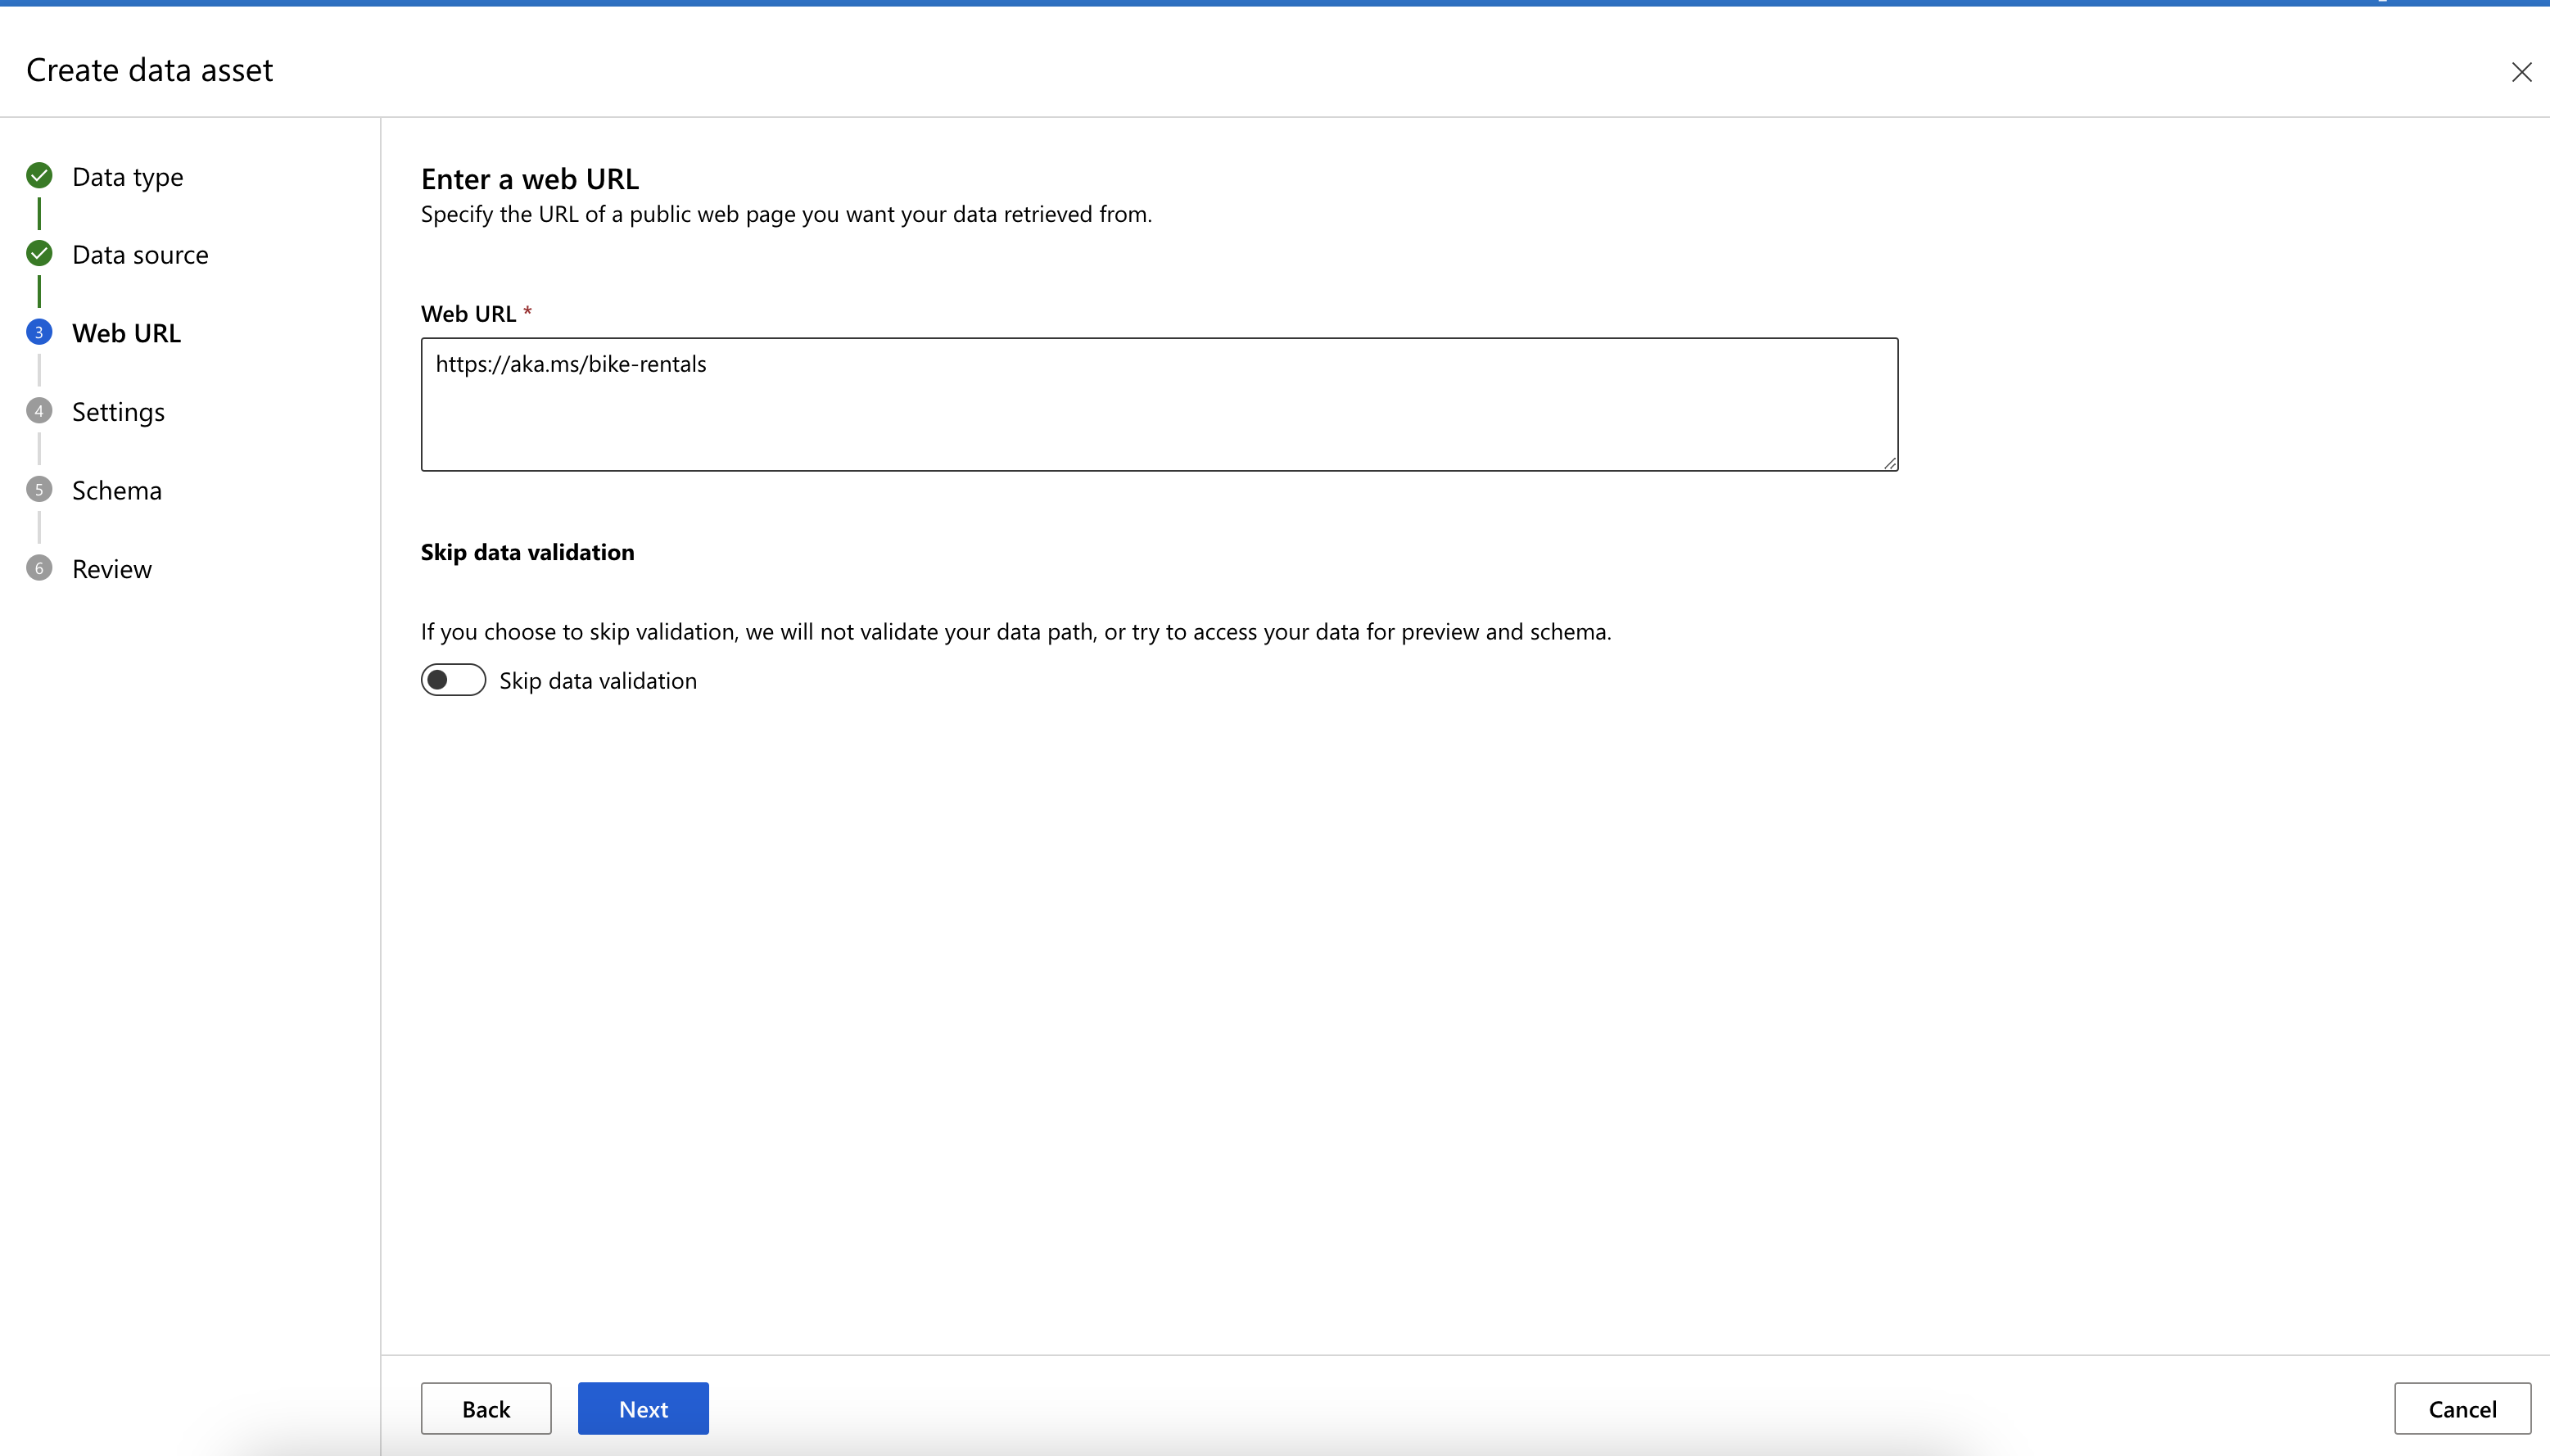 Create data asset
Data type
Data source
3 Web URL
4 Settings
5 Schema
6 Review
Enter a web URL
Specify the URL of a public web page you want your data retrieved from.
Web URL *
https://aka.ms/bike-rentals
Skip data validation
If you choose to skip validation, we will not validate your data path, or try to access your data for preview and schema.
Skip data validation
Back
Next
Cancel